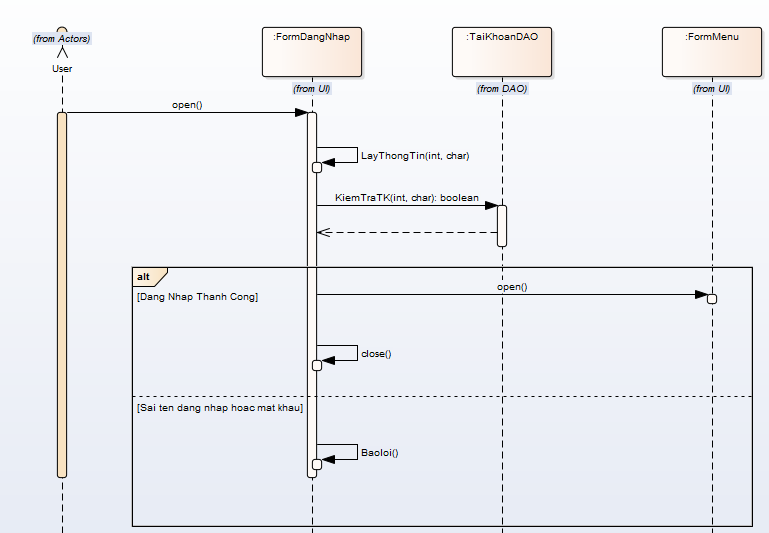 (from Actors)
User
:FormDangNhap
(from UI)
:TaiKhoanDAO
(from DAO)
:FormMenu
(from UI)
open()
LayThongTin(int, char)
KiemTraTK(int, char): boolean
alt
[Dang Nhap Thanh Cong]
open()
close()
[Sai ten dang nhap hoac mat khau]
Baoloi()